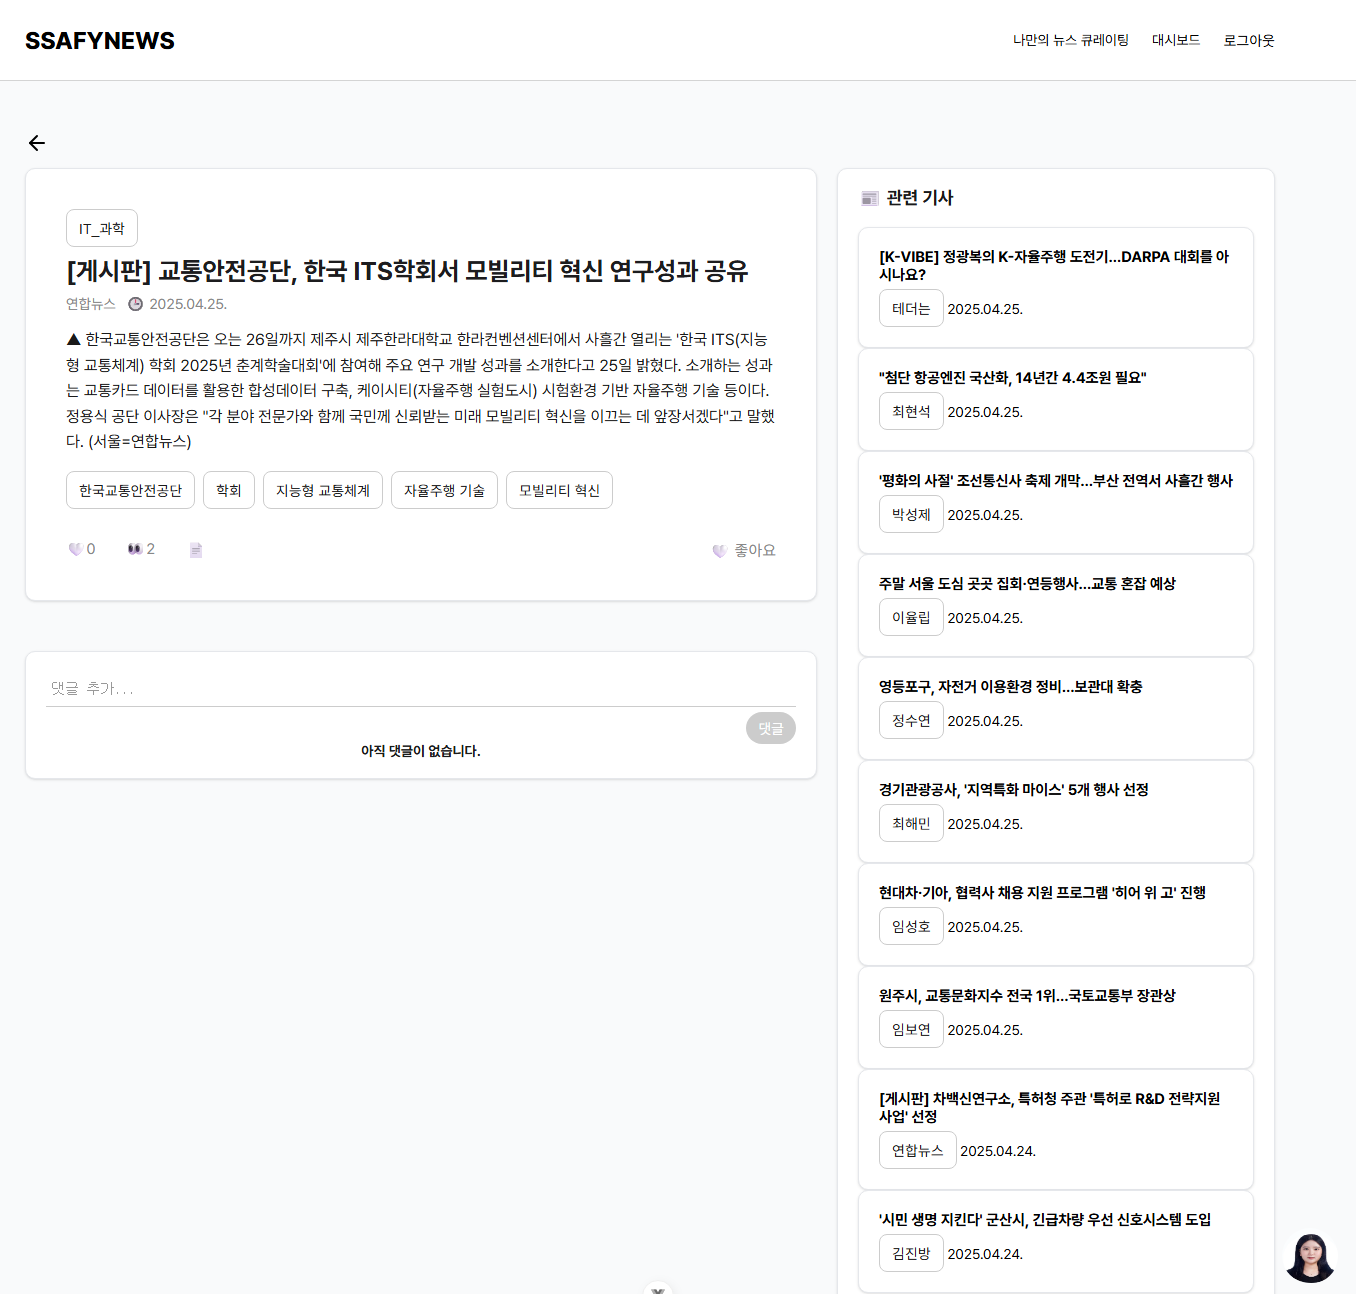 SSAFYNEWS
나만의 뉴스 큐레이팅 대시보드 로그아웃
IT_과학
[게시판] 교통안전공단, 한국 ITS학회서 모빌리티 혁신 연구성과 공유
연합뉴스 2025.04.25.
▲ 한국교통안전공단은 오는 26일까지 제주시 제주한라대학교 한라컨벤션센터에서 사흘간 열리는 '한국 ITS(지능
형 교통체계) 학회 2025년 춘계학술대회'에 참여해 주요 연구 개발 성과를 소개한다고 25일 밝혔다. 소개하는 성과
는 교통카드 데이터를 활용한 합성데이터 구축, 케이시티(자율주행 실험도시) 시험환경 기반 자율주행 기술 등이다.
정용식 공단 이사장은 "각 분야 전문가와 함께 국민께 신뢰받는 미래 모빌리티 혁신을 이끄는 데 앞장서겠다"고 말했
다. (서울=연합뉴스)
한국교통안전공단 학회 지능형 교통체계 자율주행 기술 모빌리티 혁신
0 2 좋아요
댓글 추가...
댓글
아직 댓글이 없습니다.
관련 기사
[K-VIBE] 정광복의 K-자율주행 도전기...DARPA 대회를 아
시나요?
테더는 2025.04.25.
"첨단 항공엔진 국산화, 14년간 4.4조원 필요"
최현석 2025.04.25.
'평화의 사절' 조선통신사 축제 개막...부산 전역서 사흘간 행사
박성제 2025.04.25.
주말 서울 도심 곳곳 집회·연등행사...교통 혼잡 예상
이율립 2025.04.25.
영등포구, 자전거 이용환경 정비...보관대 확충
정수연 2025.04.25.
경기관광공사, '지역특화 마이스' 5개 행사 선정
최해민 2025.04.25.
현대차·기아, 협력사 채용 지원 프로그램 '히어 위 고' 진행
임성호 2025.04.25.
원주시, 교통문화지수 전국 1위...국토교통부 장관상
임보연 2025.04.25.
[게시판] 차백신연구소, 특허청 주관 '특허로 R&D 전략지원
사업' 선정
연합뉴스 2025.04.24.
'시민 생명 지킨다' 군산시, 긴급차량 우선 신호시스템 도입
김진방 2025.04.24.